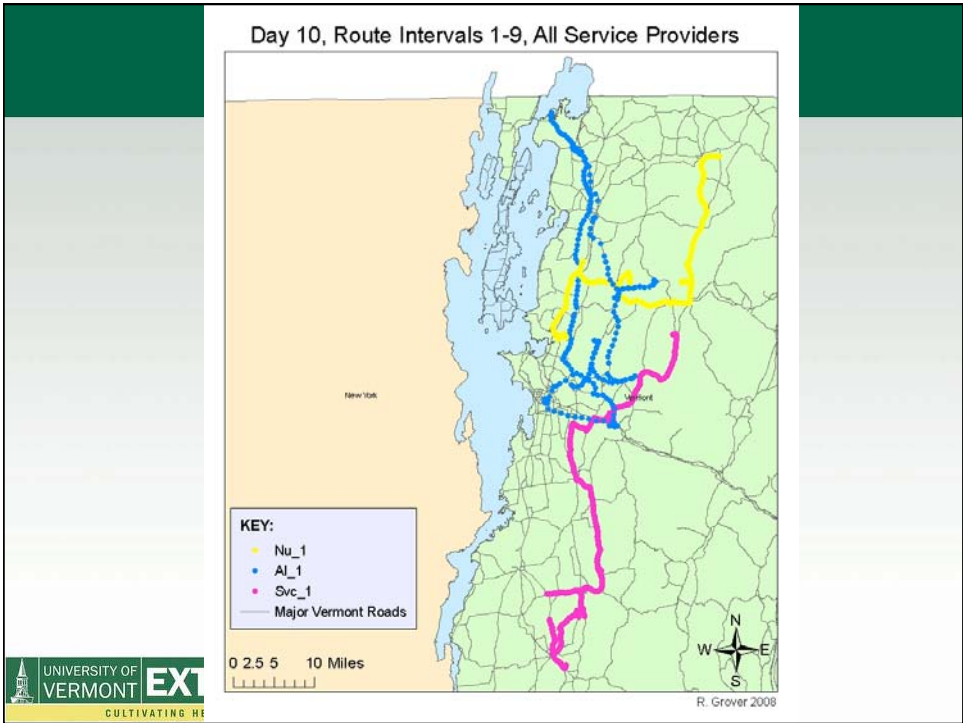 Day 10, Route Intervals 1-9, All Service Providers
New York
Vermont
KEY:
Nu_1
Al_1
Svc_1
Major Vermont Roads
0 2.5 5 10 Miles
N
W E
S
R. Grover 2008
UNIVERSITY OF
VERMONT EXT
CULTIVATING HE